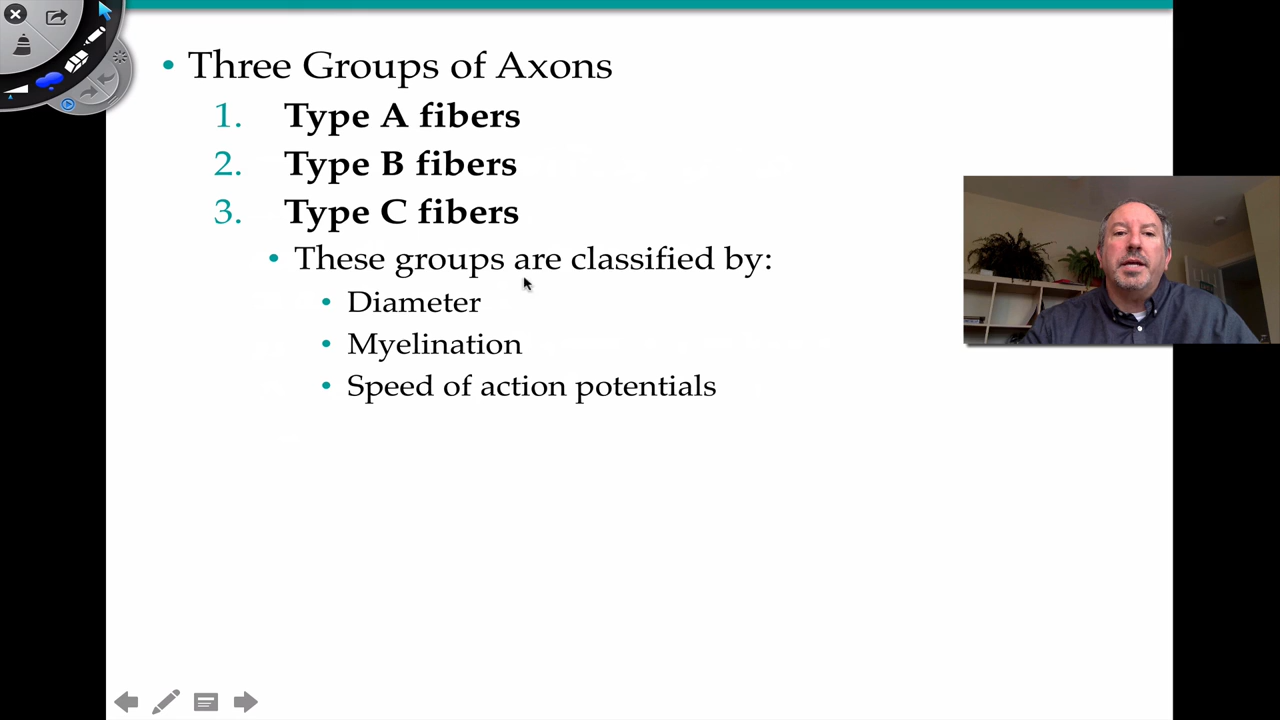 • Three Groups of Axons
1. Type A fibers
2. Type B fibers
3. Type C fibers
• These groups are classified by:
• Diameter
• Myelination
• Speed of action potentials